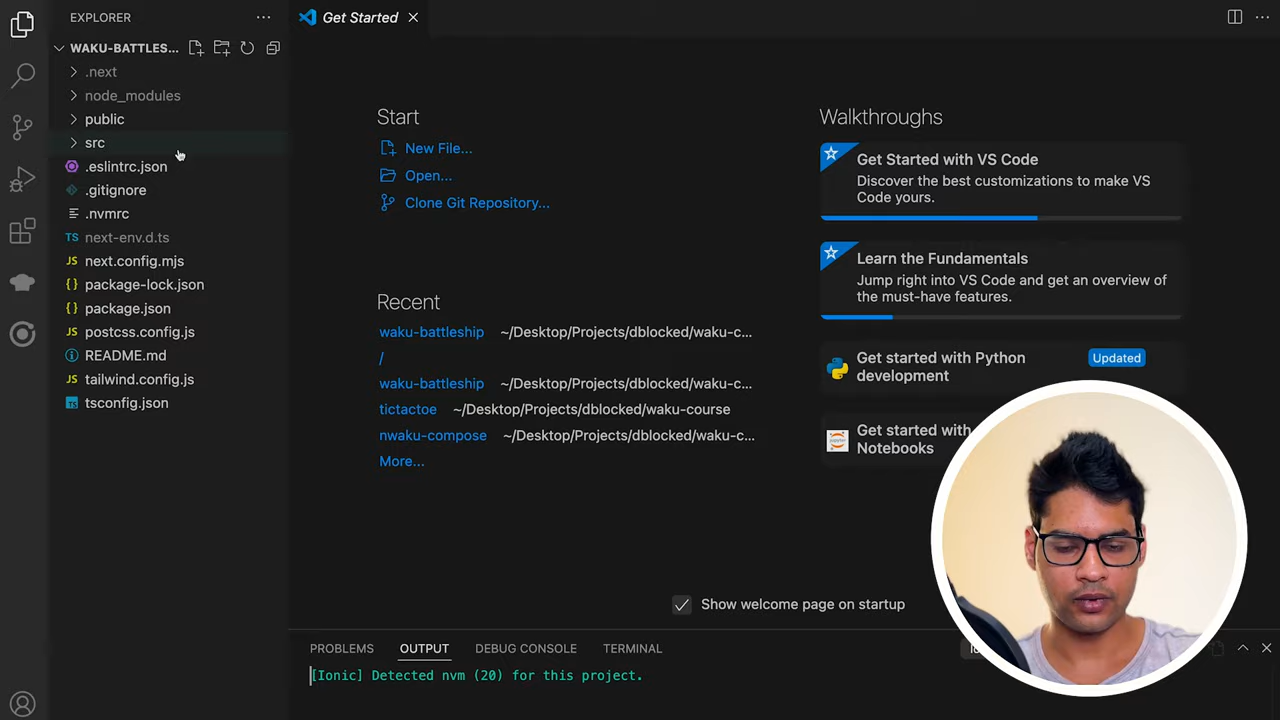 EXPLORER
WAKU-BATTLES...
.next
node_modules
public
src
.eslintrc.json
.gitignore
.nvmrc
TS next-env.d.ts
JS next.config.mjs
{ } package-lock.json
{ } package.json
JS postcss.config.js
README.md
JS tailwind.config.js
TS tsconfig.json
Get Started
Start
New File...
Open...
Clone Git Repository...
Recent
waku-battleship ~/Desktop/Projects/dblocked/waku-c...
/
waku-battleship ~/Desktop/Projects/dblocked/waku-c...
tictactoe ~/Desktop/Projects/dblocked/waku-course
nwaku-compose ~/Desktop/Projects/dblocked/waku-c...
More...
Walkthroughs
Get Started with VS Code
Discover the best customizations to make VS
Code yours.
Learn the Fundamentals
Jump right into VS Code and get an overview of
the must-have features.
Get started with Python
development
Updated
Get started with
Notebooks
Show welcome page on startup
PROBLEMS OUTPUT DEBUG CONSOLE TERMINAL
[Ionic] Detected nvm (20) for this project.